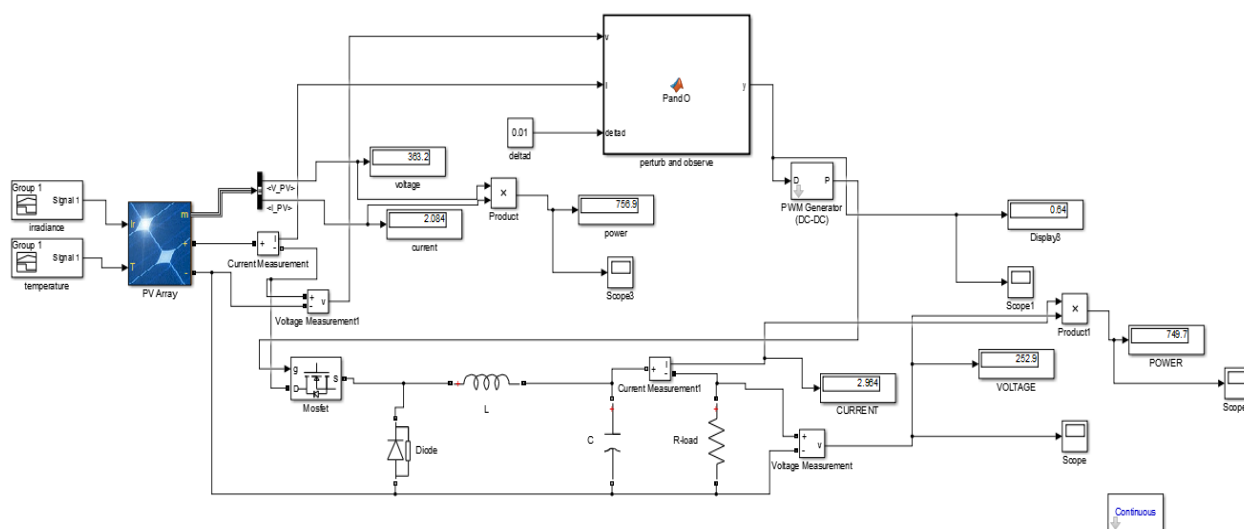 v
I
deltad
PandO
y
perturb and observe
0.01
deltad
363.2
voltage
<V_PV>
<I_PV>
×
Product
2.084
current
756.9
power
Scope3
D
P
PWM Generator
(DC-DC)
0.64
Display8
Scope1
×
Product1
749.7
POWER
Scope
Group 1
Signal 1
irradiance
Group 1
Signal 1
temperature
Ir
T
m
+
-
PV Array
+
i
-
Current Measurement
+
-
v
Voltage Measurement1
g
D
S
Mosfet
+
L
Diode
+
C
+
i
-
Current Measurement1
+
R-load
2.964
CURRENT
252.9
VOLTAGE
+
-
v
Voltage Measurement
Scope
Continuous